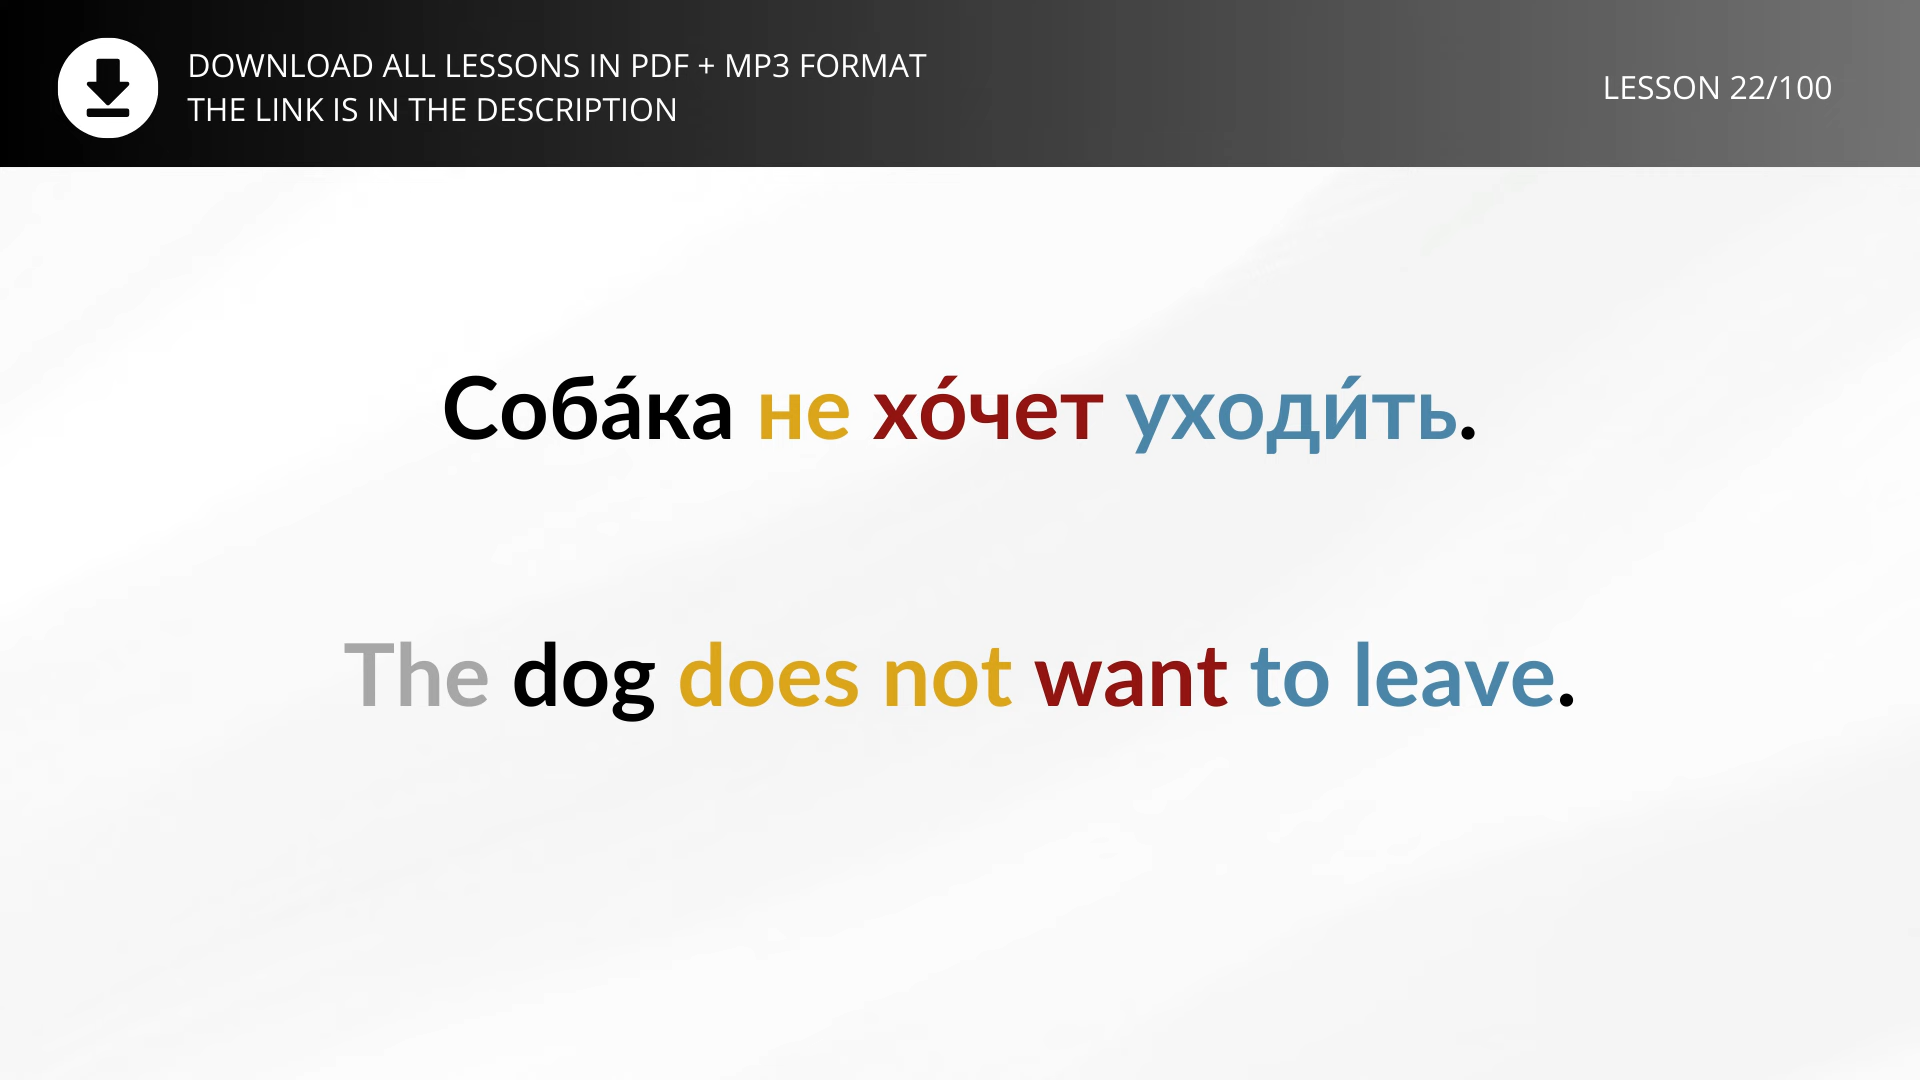 DOWNLOAD ALL LESSONS IN PDF + MP3 FORMAT
THE LINK IS IN THE DESCRIPTION
LESSON 22/100
Соба́ка не хо́чет уходи́ть.
The dog does not want to leave.